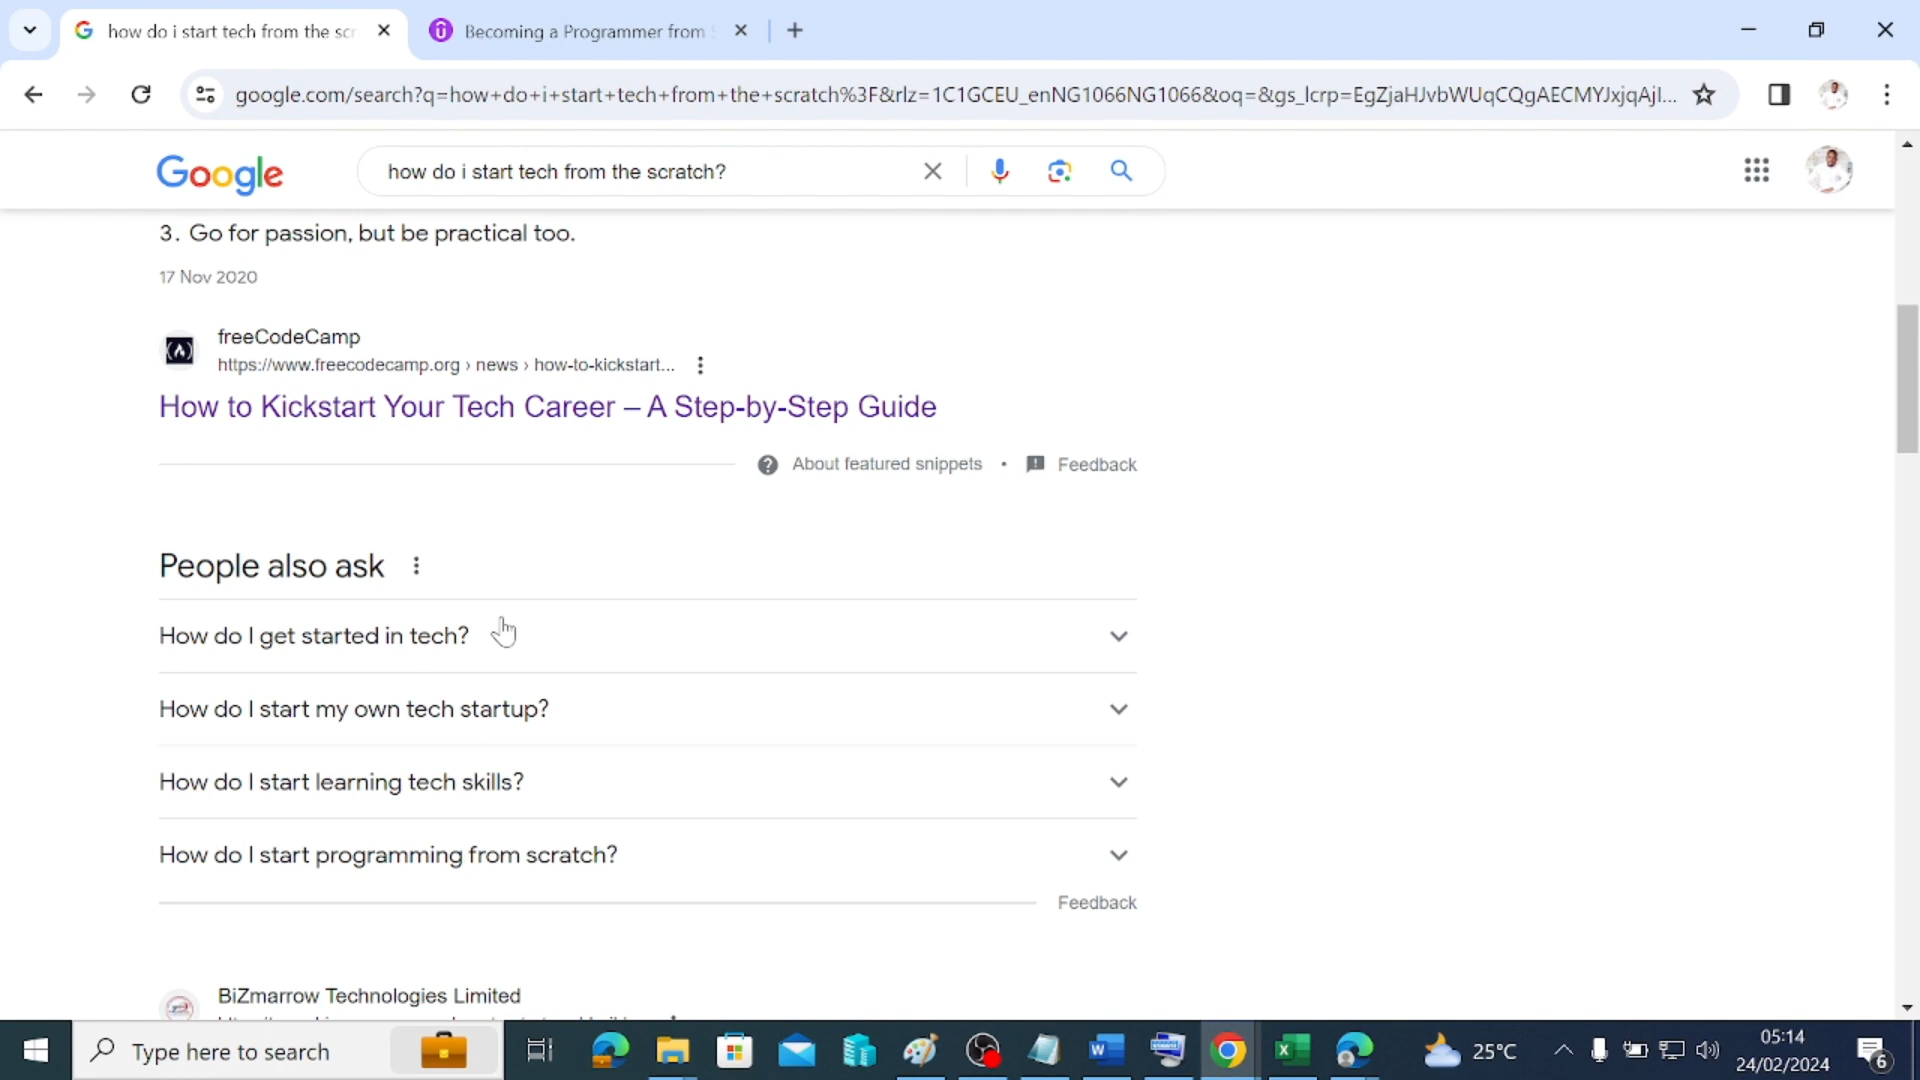 how do i start tech from the scr
Becoming a Programmer from
google.com/search?q=how+do+i+start+tech+from+the+scratch%3F&rlz=1C1GCEU_enNG1066NG1066&oq=&gs_lcrp=EgZjaHJvbWUqCQgAECMYJxjqAjI...
Google
how do i start tech from the scratch?
3. Go for passion, but be practical too.
17 Nov 2020
freeCodeCamp
https://www.freecodecamp.org › news › how-to-kickstart...
How to Kickstart Your Tech Career – A Step-by-Step Guide
About featured snippets • Feedback
People also ask
How do I get started in tech?
How do I start my own tech startup?
How do I start learning tech skills?
How do I start programming from scratch?
Feedback
BiZmarrow Technologies Limited
Type here to search
25°C
05:14
24/02/2024
6